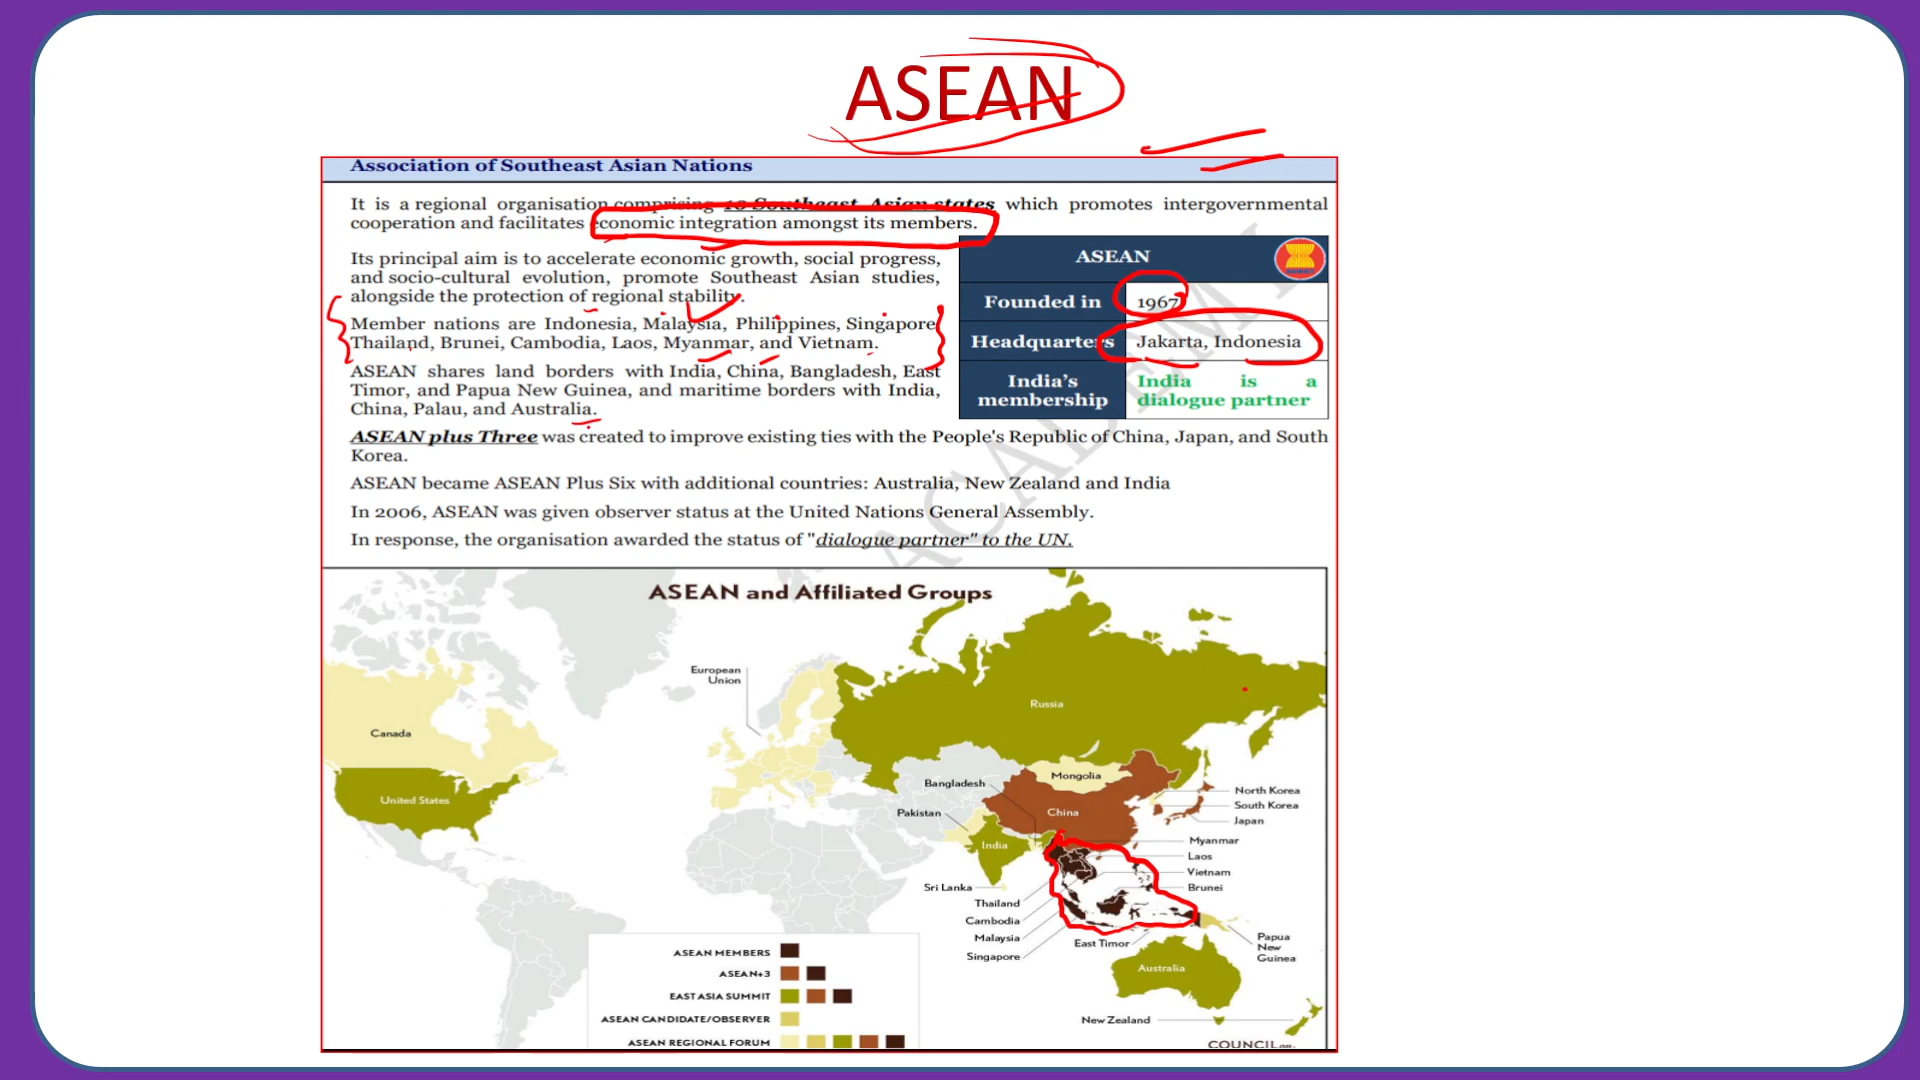 ASEAN
Association of Southeast Asian Nations
It is a regional organisation comprising 10 Southeast Asian states which promotes intergovernmental
cooperation and facilitates economic integration amongst its members.
Its principal aim is to accelerate economic growth, social progress,
and socio-cultural evolution, promote Southeast Asian studies,
alongside the protection of regional stability.
Member nations are Indonesia, Malaysia, Philippines, Singapore
Thailand, Brunei, Cambodia, Laos, Myanmar, and Vietnam.
ASEAN shares land borders with India, China, Bangladesh, East
Timor, and Papua New Guinea, and maritime borders with India,
China, Palau, and Australia.
ASEAN
Founded in 1967
Headquarters Jakarta, Indonesia
India's membership India is a dialogue partner
ASEAN plus Three was created to improve existing ties with the People's Republic of China, Japan, and South
Korea.
ASEAN became ASEAN Plus Six with additional countries: Australia, New Zealand and India
In 2006, ASEAN was given observer status at the United Nations General Assembly.
In response, the organisation awarded the status of "dialogue partner" to the UN.
ACADEMY
ASEAN and Affiliated Groups
European
Union
Canada
Russia
United States
Mongolia
Bangladesh
North Korea
South Korea
Japan
Pakistan
China
India
Myanmar
Laos
Vietnam
Brunei
Sri Lanka
Thailand
Cambodia
Malaysia
Singapore
East Timor
Papua
New
Guinea
Australia
New Zealand
ASEAN MEMBERS
ASEAN+3
EAST ASIA SUMMIT
ASEAN CANDIDATE/OBSERVER
ASEAN REGIONAL FORUM
COUNCIL